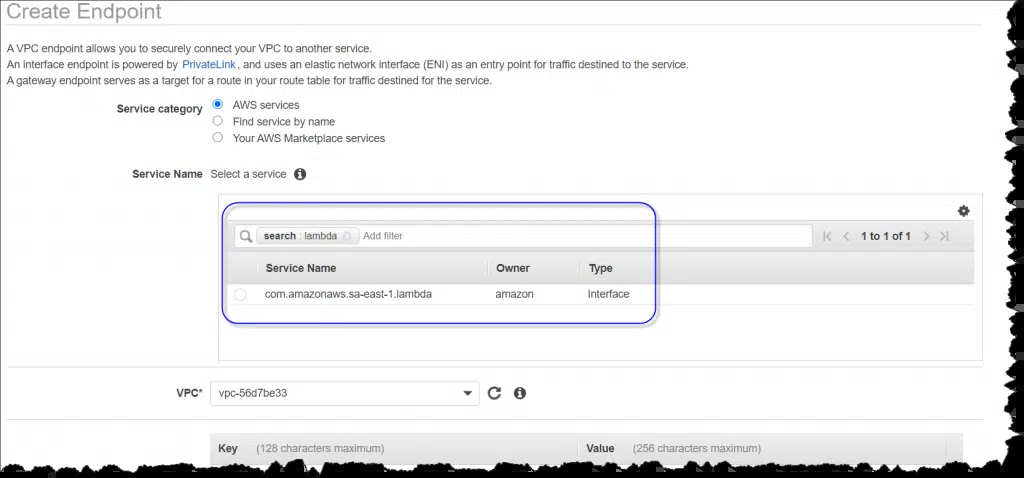 Create Endpoint
A VPC endpoint allows you to securely connect your VPC to another service.
An interface endpoint is powered by PrivateLink, and uses an elastic network interface (ENI) as an entry point for traffic destined to the service.
A gateway endpoint serves as a target for a route in your route table for traffic destined for the service.
Service category AWS services
Find service by name
Your AWS Marketplace services
Service Name Select a service
search : lambda Add filter 1 to 1 of 1
Service Name Owner Type
com.amazonaws.sa-east-1.lambda amazon Interface
VPC* vpc-56d7be33
Key (128 characters maximum) Value (256 characters maximum)